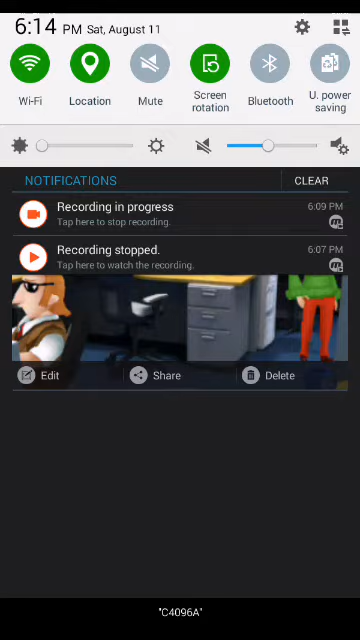 6:14 PM Sat, August 11
Wi-Fi
Location
Mute
Screen
rotation
Bluetooth
U. power
saving
NOTIFICATIONS
CLEAR
Recording in progress
6:09 PM
Tap here to stop recording.
Recording stopped.
6:07 PM
Tap here to watch the recording.
Edit
Share
Delete
"C4096A"